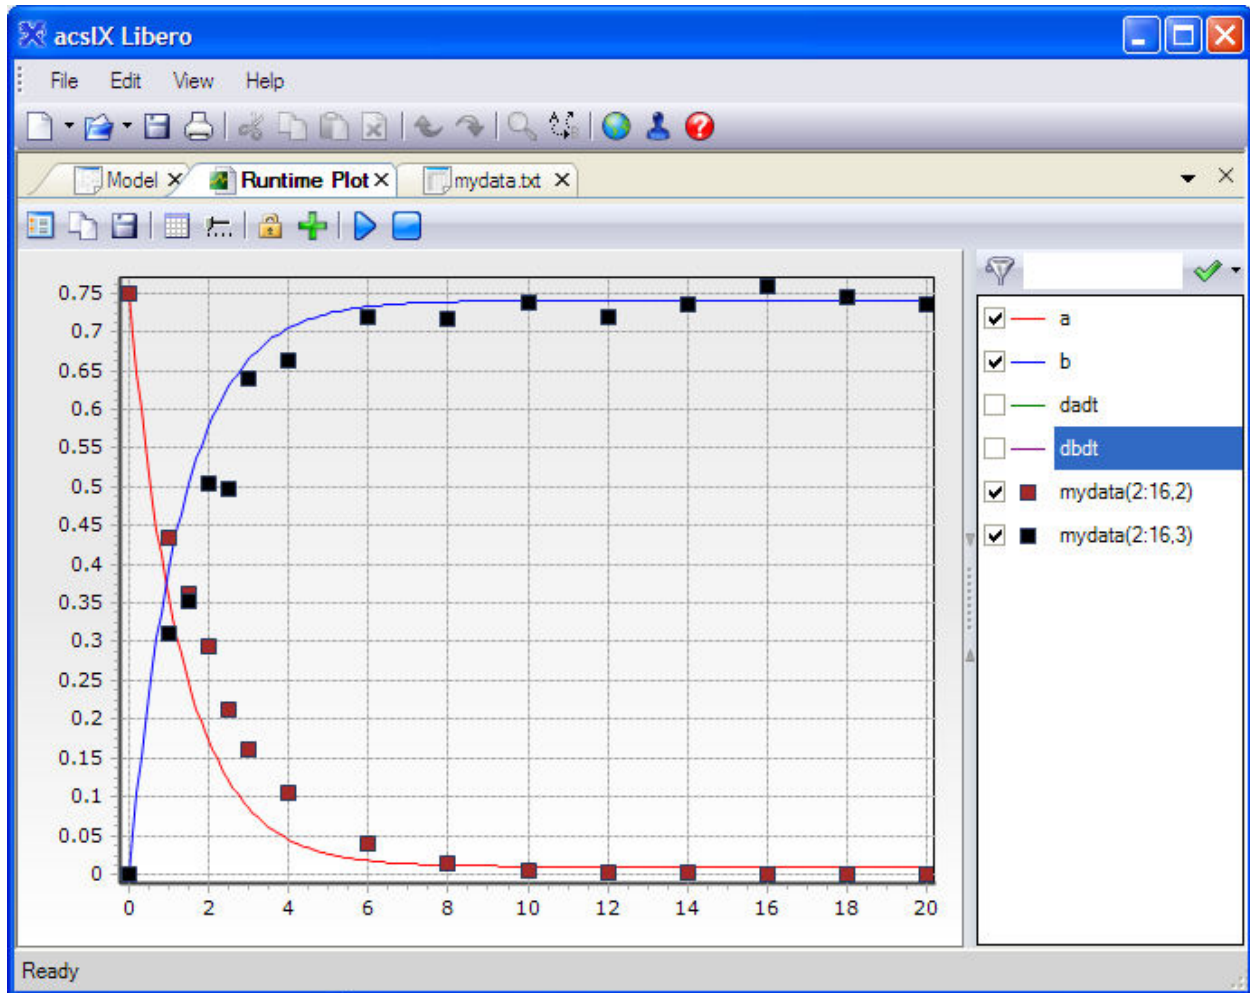 acslX Libero
File Edit View Help
Model Runtime Plot mydata.txt
0.75
0.7
0.65
0.6
0.55
0.5
0.45
0.4
0.35
0.3
0.25
0.2
0.15
0.1
0.05
0
0 2 4 6 8 10 12 14 16 18 20
a
b
dadt
dbdt
mydata(2:16,2)
mydata(2:16,3)
Ready